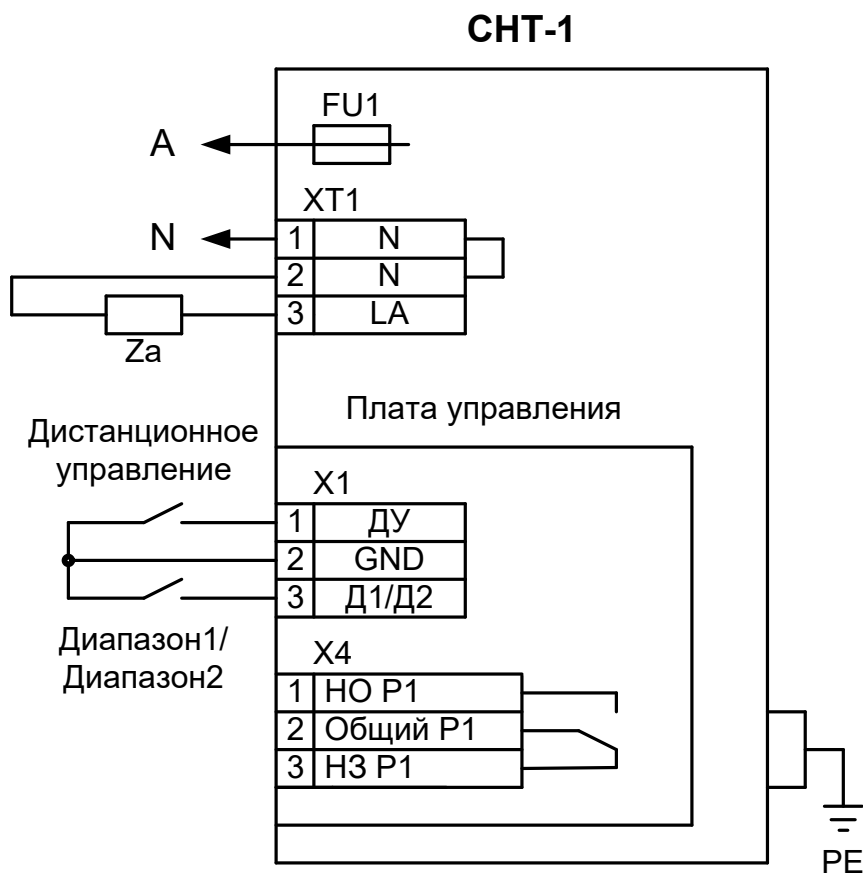 СНТ-1
FU1
A
XT1
N
1 N
2 N
3 LA
Za
Плата управления
Дистанционное
управление
X1
1 ДУ
2 GND
3 Д1/Д2
Диапазон1/
Диапазон2
X4
1 НО Р1
2 Общий Р1
3 НЗ Р1
PE